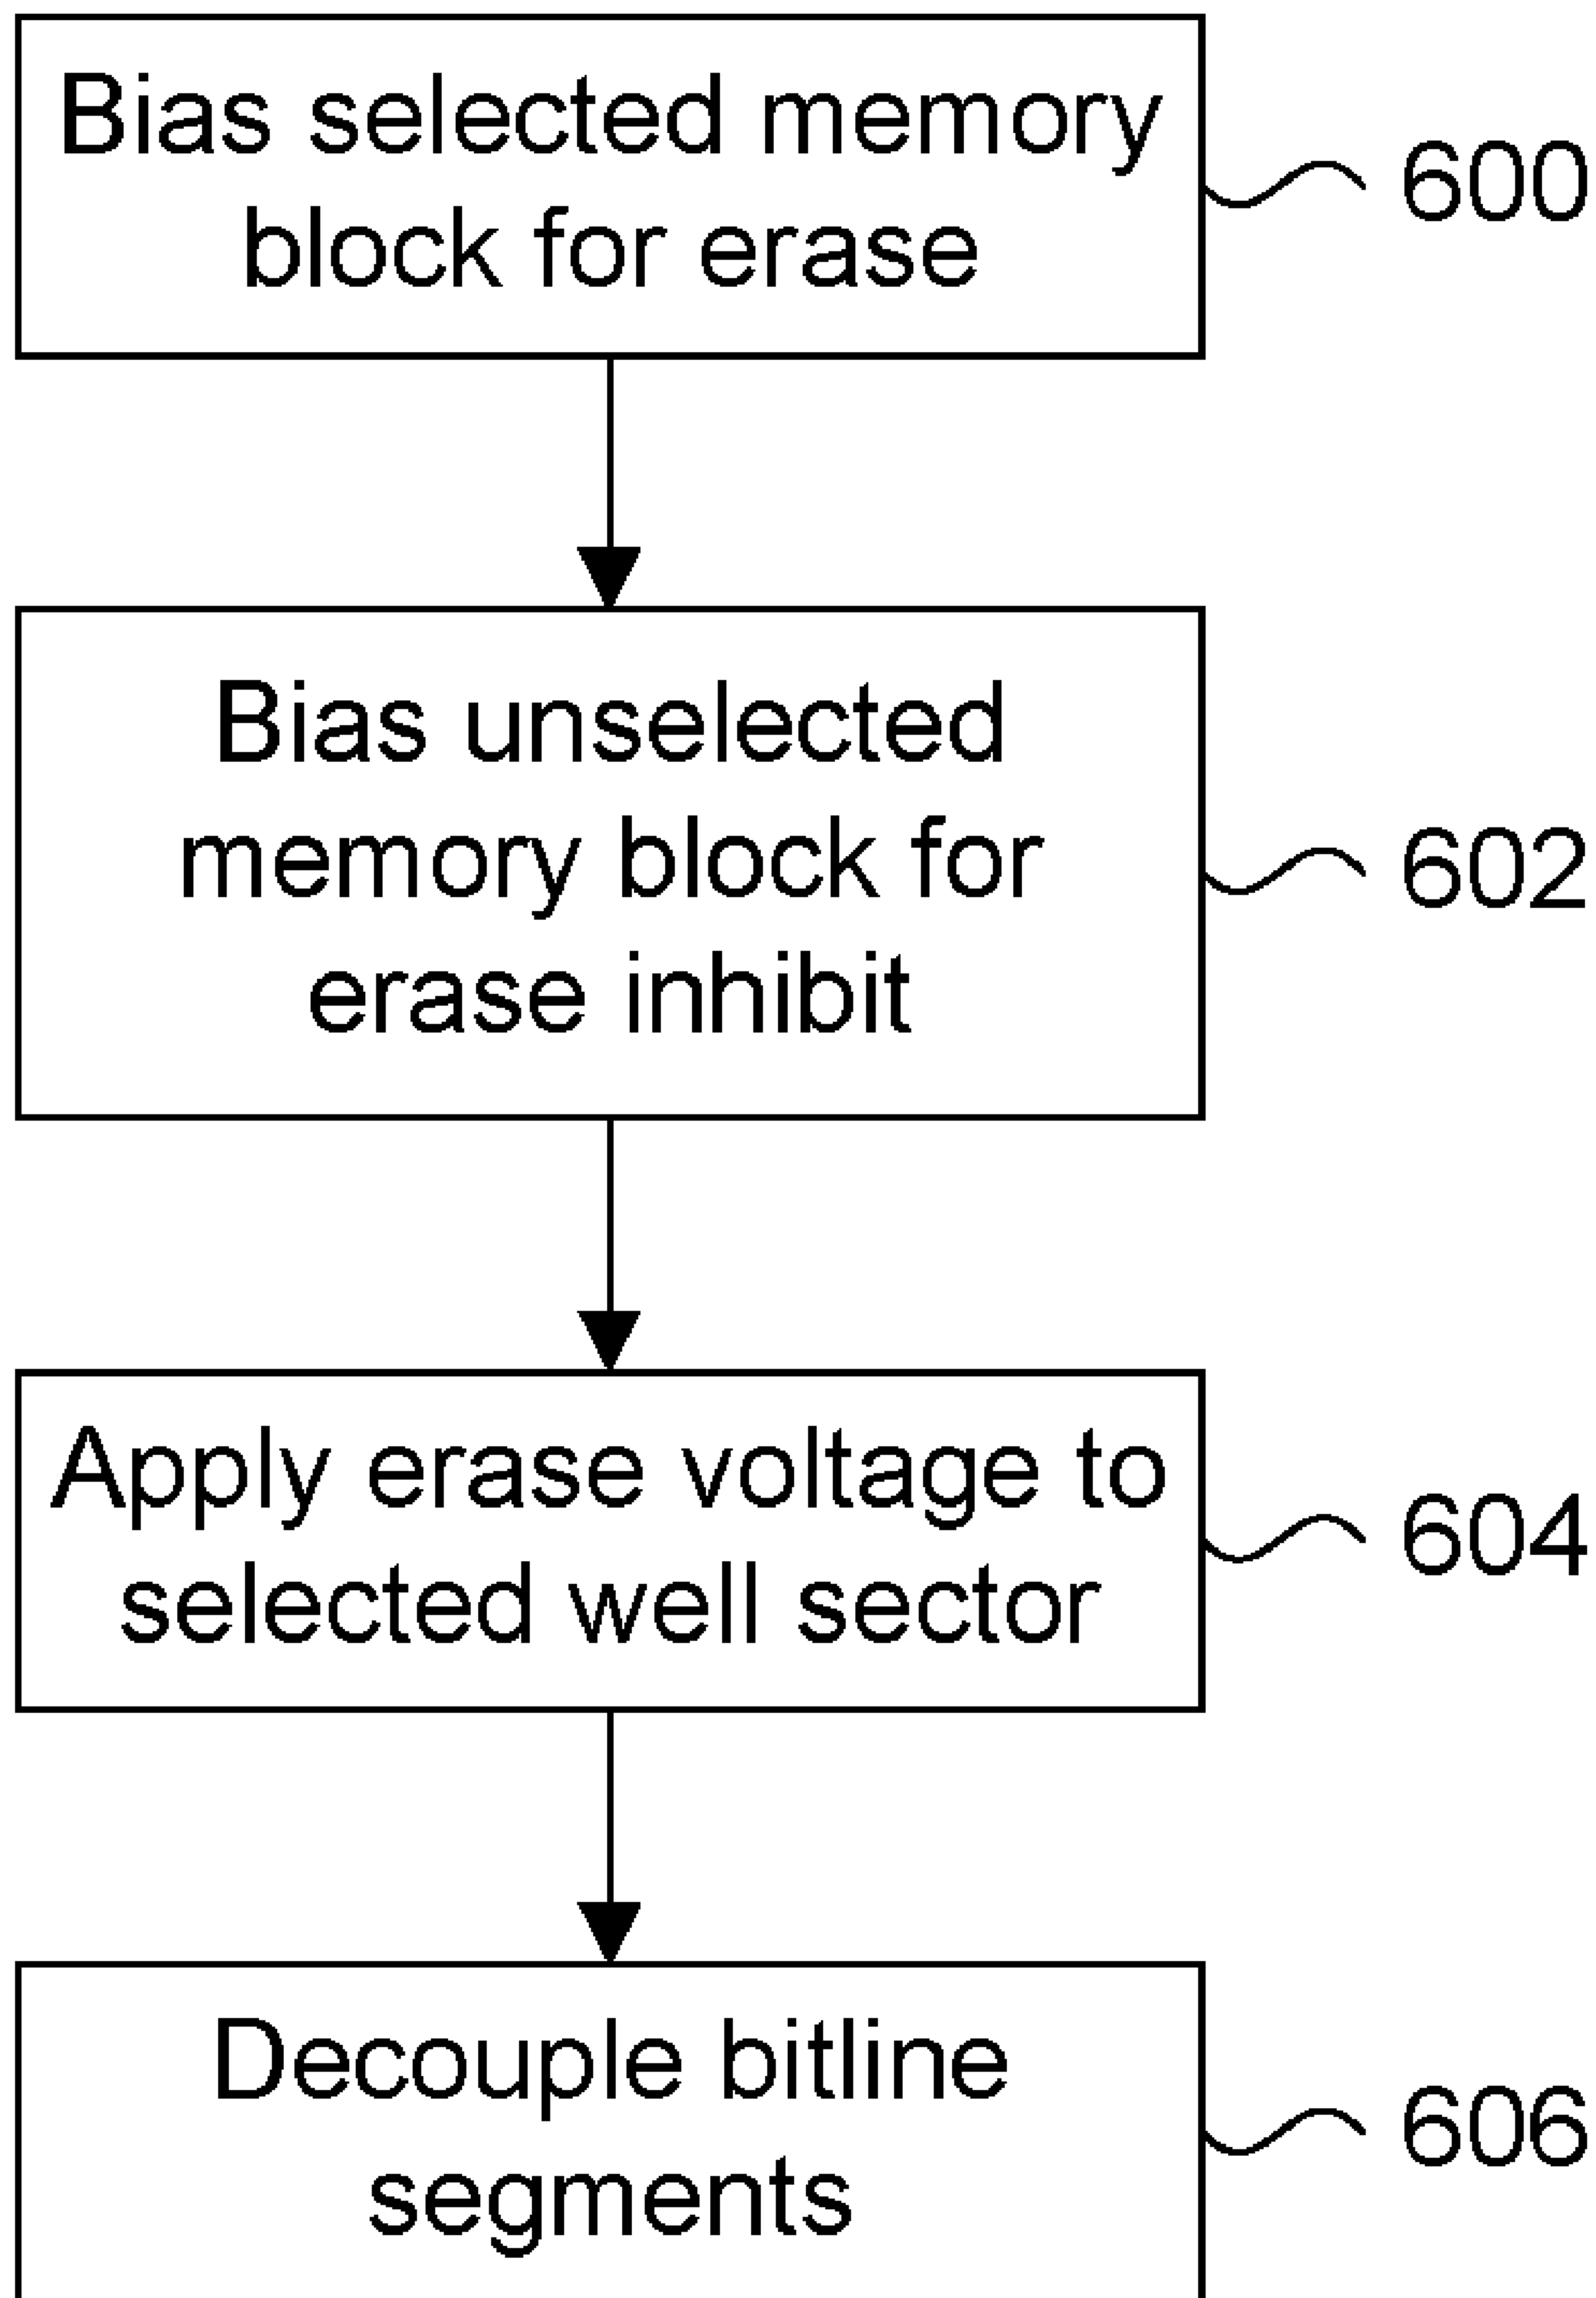 Bias selected memory
block for erase
600
Bias unselected
memory block for
erase inhibit
602
Apply erase voltage to
selected well sector
604
Decouple bitline
segments
606